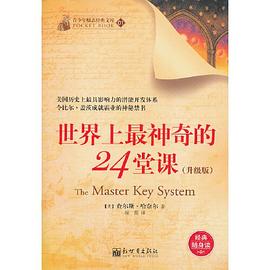 青少年励志经典文库 01
POCKET BOOK
美国历史上最具影响力的潜能开发体系
令比尔·盖茨成就霸业的神秘禁书
世界上最神奇的
24堂课(升级版)
The Master Key System
[美] 查尔斯·哈奈尔 著
译
经典
随身读
新世界出版社